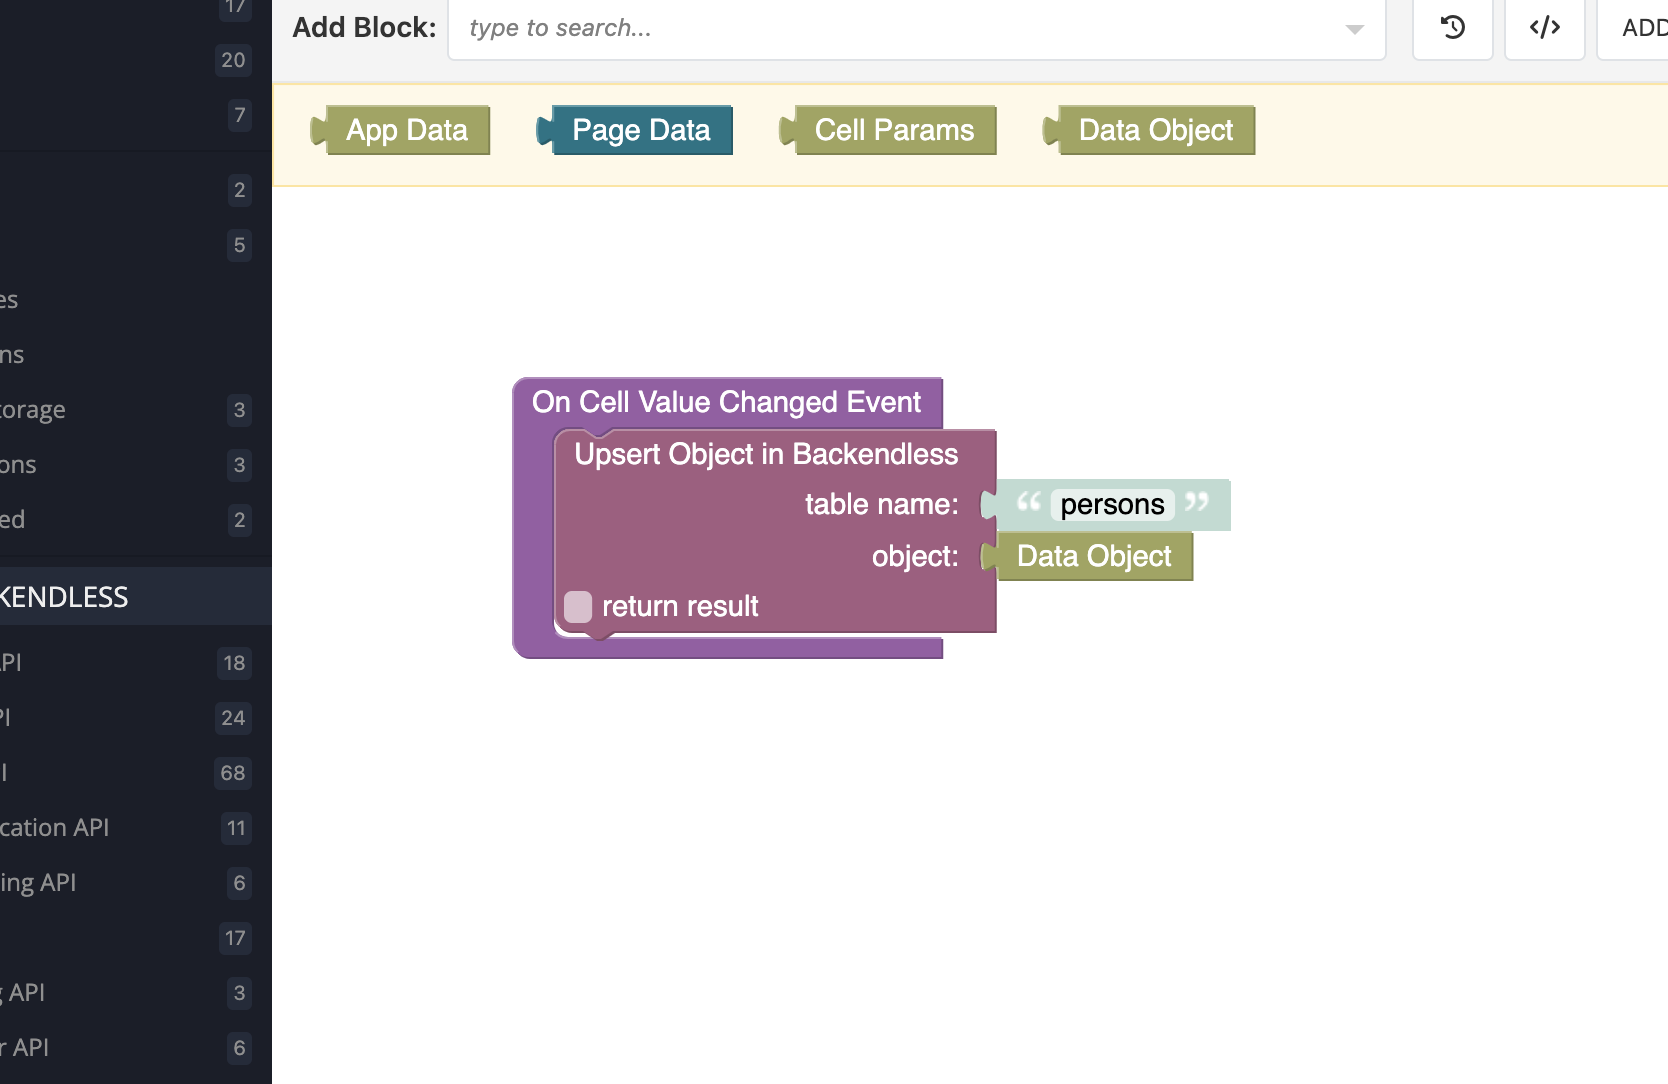 17
20
7
2
5
es
ns
torage 3
ons 3
ed 2
KENDLESS
API 18
PI 24
I 68
cation API 11
ing API 6
17
g API 3
r API 6
Add Block: type to search... </> ADD
App Data Page Data Cell Params Data Object
On Cell Value Changed Event
Upsert Object in Backendless
table name: “ persons ”
object: Data Object
return result